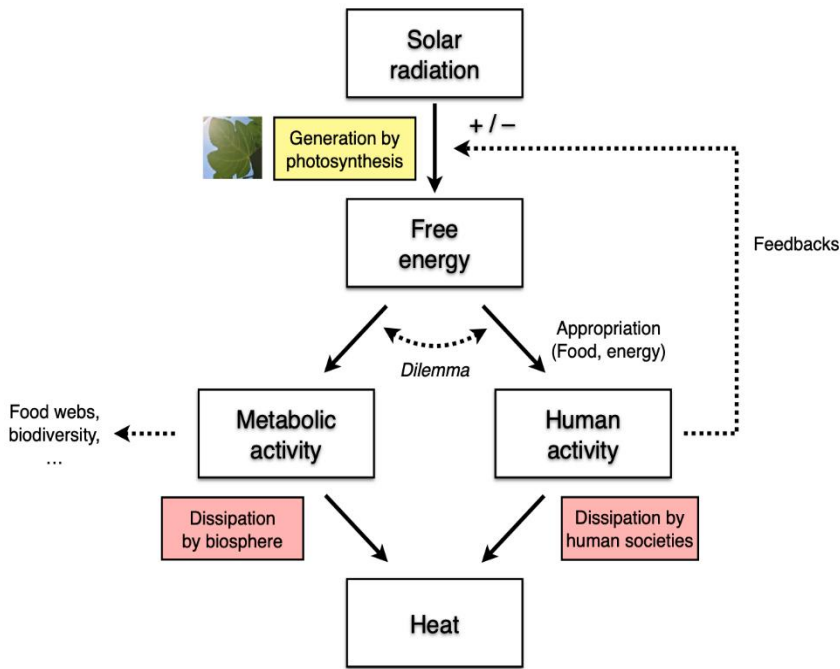 Solar
radiation
+ / –
Generation by
photosynthesis
Free
energy
Feedbacks
Appropriation
(Food, energy)
Dilemma
Food webs,
biodiversity,
...
Metabolic
activity
Human
activity
Dissipation
by biosphere
Dissipation by
human societies
Heat